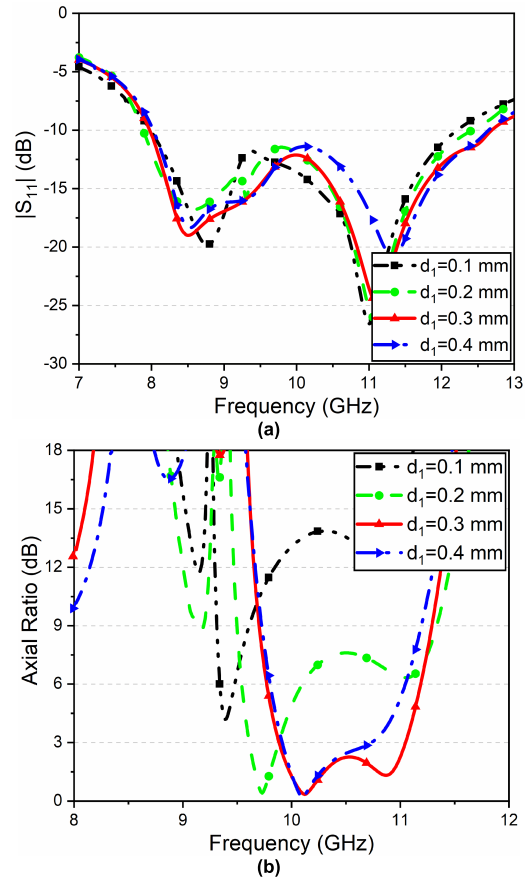 0
-5
-10
-15
-20
-25
-30
|S11| (dB)
d1=0.1 mm
d1=0.2 mm
d1=0.3 mm
d1=0.4 mm
7 8 9 10 11 12 13
Frequency (GHz)
(a)
18
15
12
9
6
3
0
Axial Ratio (dB)
d1=0.1 mm
d1=0.2 mm
d1=0.3 mm
d1=0.4 mm
8 9 10 11 12
Frequency (GHz)
(b)